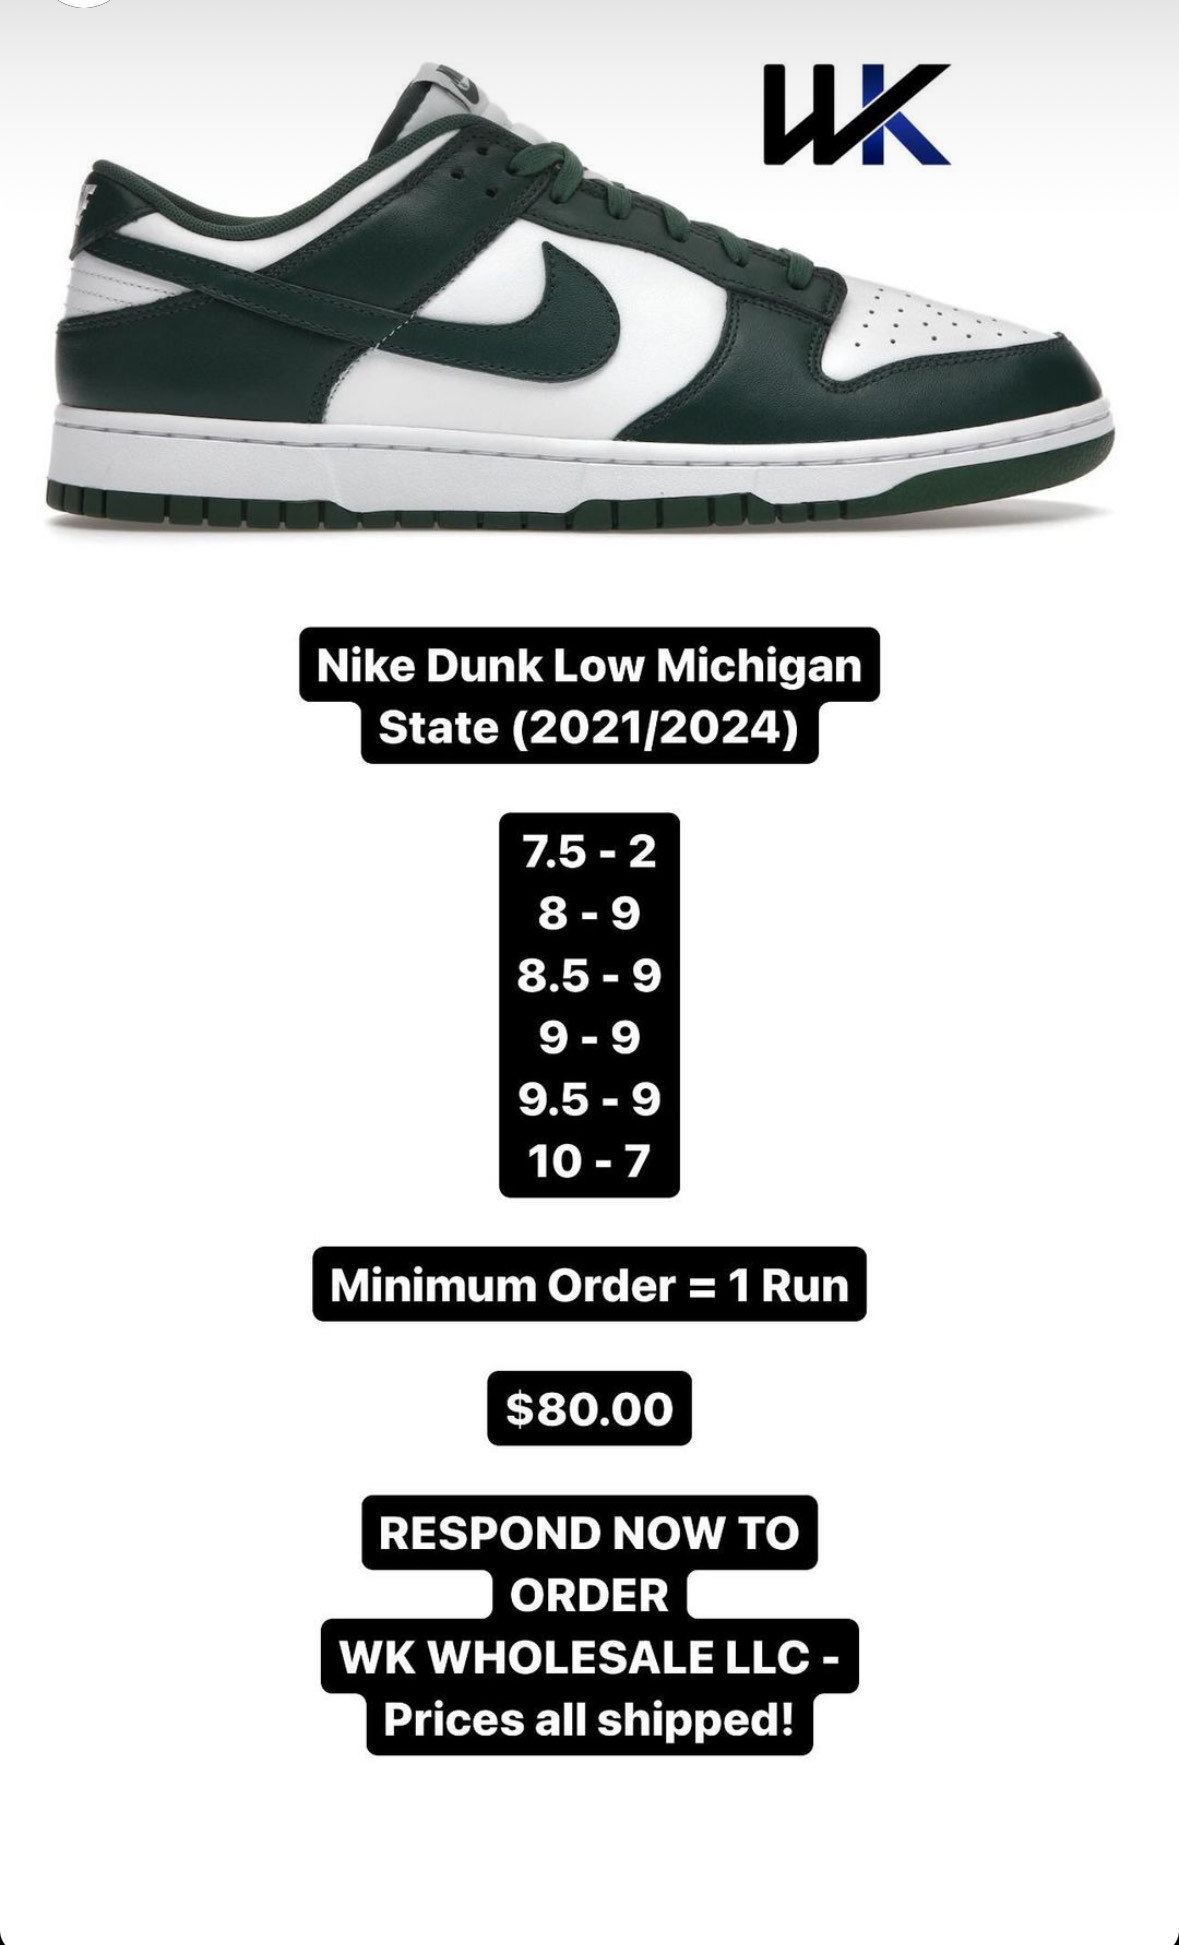 WK
Nike Dunk Low Michigan
State (2021/2024)
7.5 - 2
8 - 9
8.5 - 9
9 - 9
9.5 - 9
10 - 7
Minimum Order = 1 Run
$80.00
RESPOND NOW TO
ORDER
WK WHOLESALE LLC -
Prices all shipped!